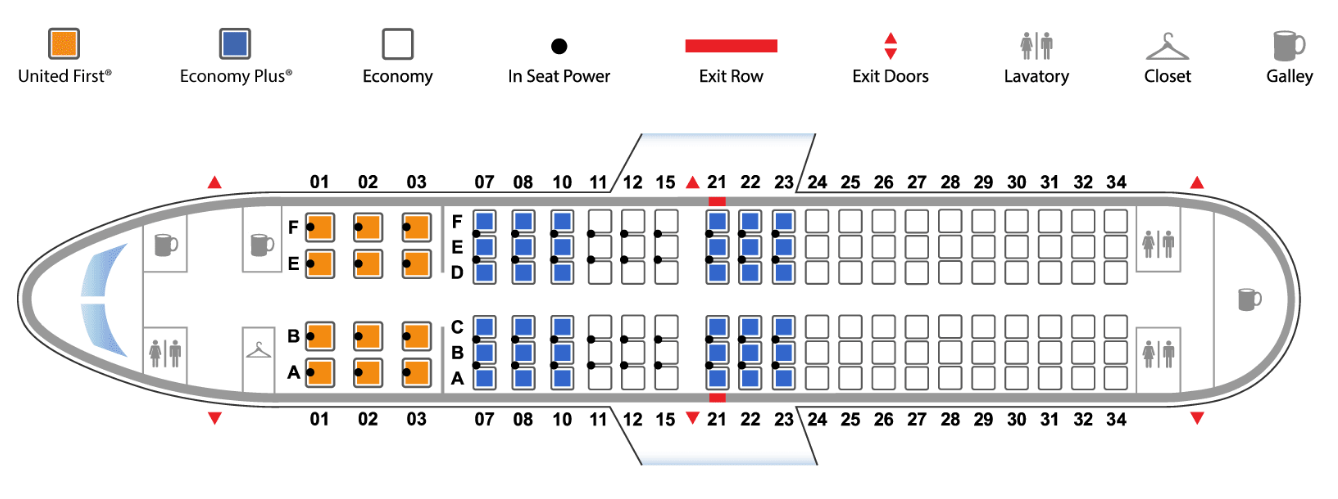 United First® Economy Plus® Economy In Seat Power Exit Row Exit Doors Lavatory Closet Galley
01 02 03 07 08 10 11 12 15 21 22 23 24 25 26 27 28 29 30 31 32 34
F F
E E
D
B C
A B
A
01 02 03 07 08 10 11 12 15 21 22 23 24 25 26 27 28 29 30 31 32 34